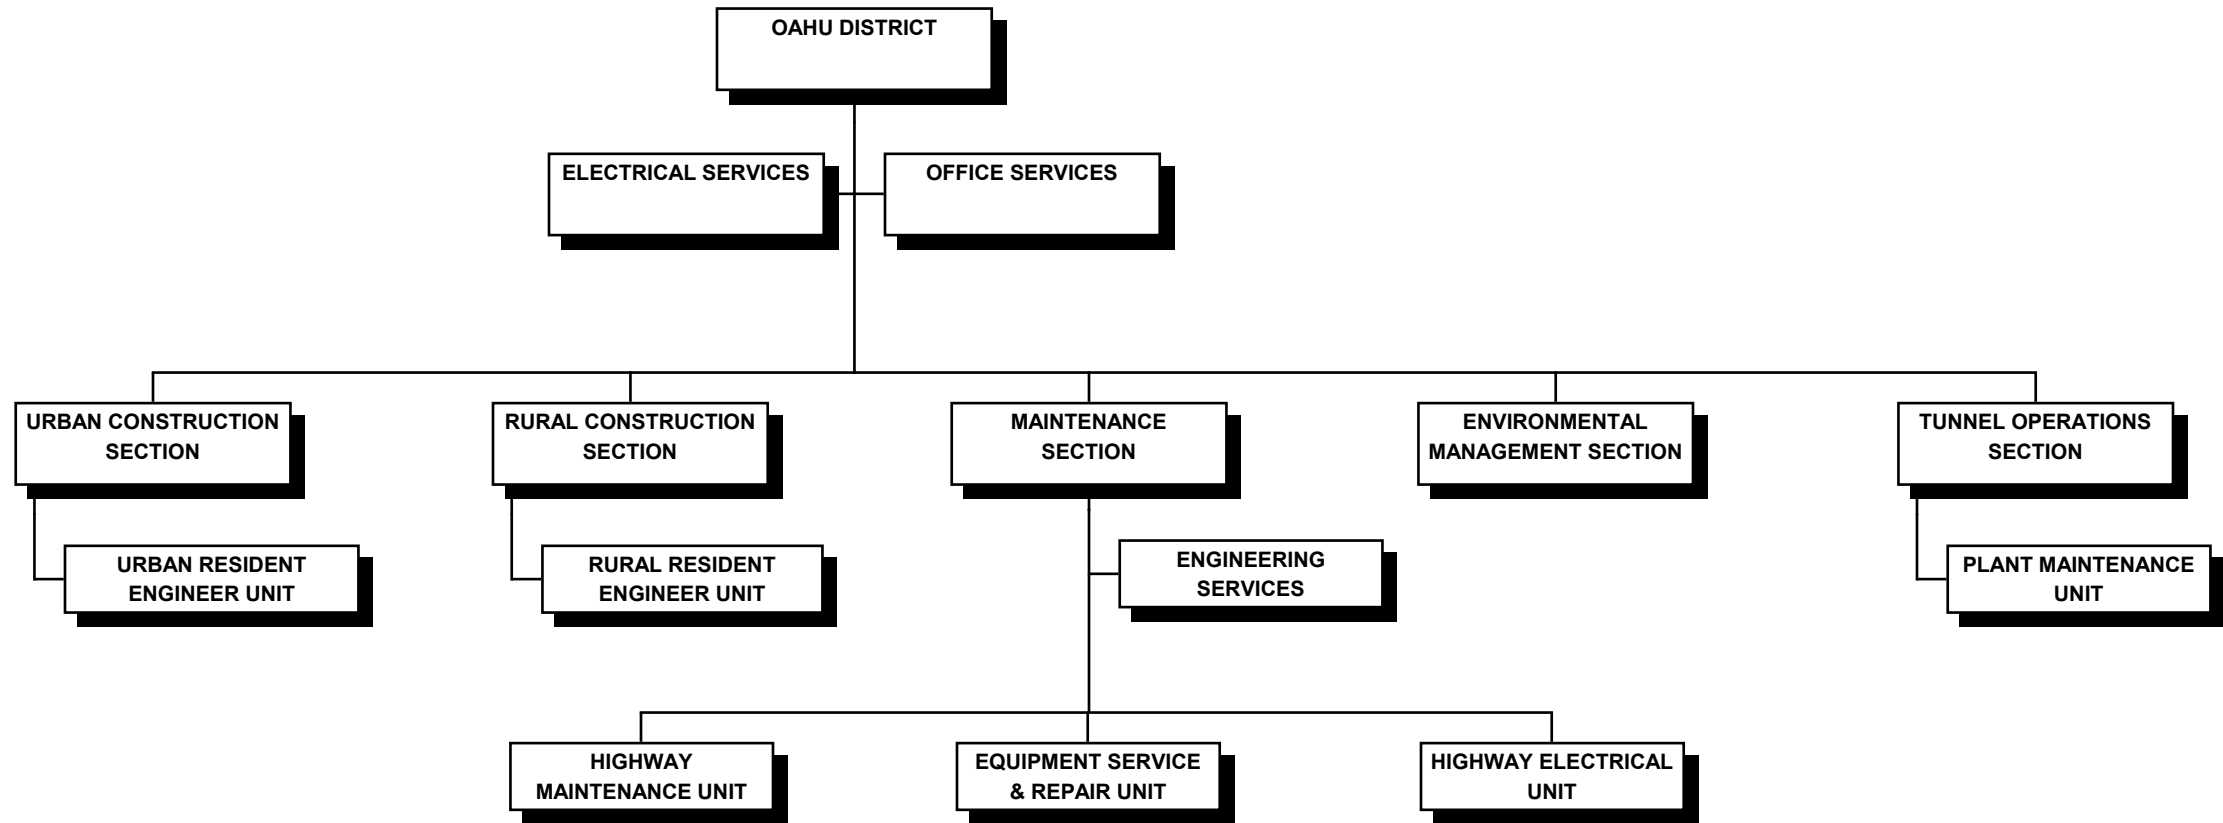 OAHU DISTRICT
ELECTRICAL SERVICES
OFFICE SERVICES
URBAN CONSTRUCTION
SECTION
RURAL CONSTRUCTION
SECTION
MAINTENANCE
SECTION
ENVIRONMENTAL
MANAGEMENT SECTION
TUNNEL OPERATIONS
SECTION
URBAN RESIDENT
ENGINEER UNIT
RURAL RESIDENT
ENGINEER UNIT
ENGINEERING
SERVICES
PLANT MAINTENANCE
UNIT
HIGHWAY
MAINTENANCE UNIT
EQUIPMENT SERVICE
& REPAIR UNIT
HIGHWAY ELECTRICAL
UNIT